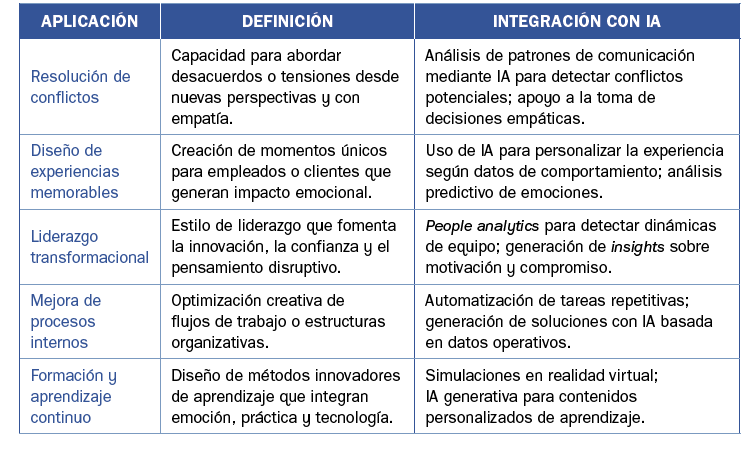 APLICACIÓN DEFINICIÓN INTEGRACIÓN CON IA
Resolución de
conflictos
Capacidad para abordar
desacuerdos o tensiones desde
nuevas perspectivas y con
empatía.
Análisis de patrones de comunicación
mediante IA para detectar conflictos
potenciales; apoyo a la toma de
decisiones empáticas.
Diseño de
experiencias
memorables
Creación de momentos únicos
para empleados o clientes que
generan impacto emocional.
Uso de IA para personalizar la experiencia
según datos de comportamiento; análisis
predictivo de emociones.
Liderazgo
transformacional
Estilo de liderazgo que fomenta
la innovación, la confianza y el
pensamiento disruptivo.
People analytics para detectar dinámicas
de equipo; generación de insights sobre
motivación y compromiso.
Mejora de
procesos
internos
Optimización creativa de
flujos de trabajo o estructuras
organizativas.
Automatización de tareas repetitivas;
generación de soluciones con IA basada
en datos operativos.
Formación y
aprendizaje
continuo
Diseño de métodos innovadores
de aprendizaje que integran
emoción, práctica y tecnología.
Simulaciones en realidad virtual;
IA generativa para contenidos
personalizados de aprendizaje.